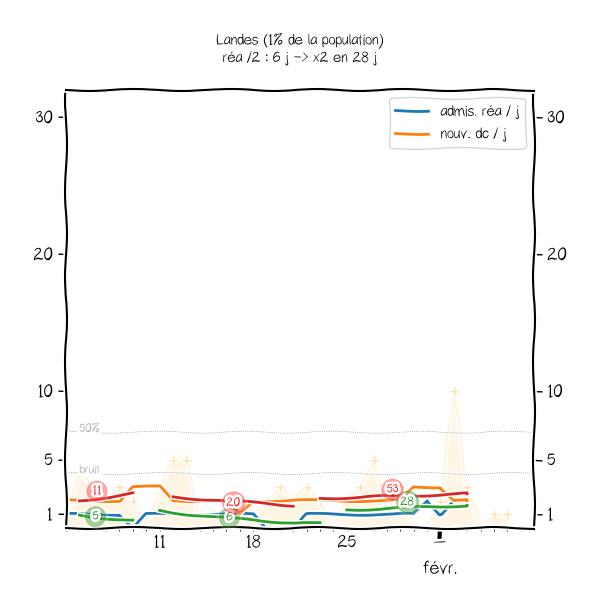 Landes (1% de la population)
réa /2 : 6 j -> x2 en 28 j
admis. réa / j
nouv. dc / j
30 30
20 20
10 10
50%
5 5
bruit
11 20 53
5 6 28
1 1
11 18 25 1
févr.